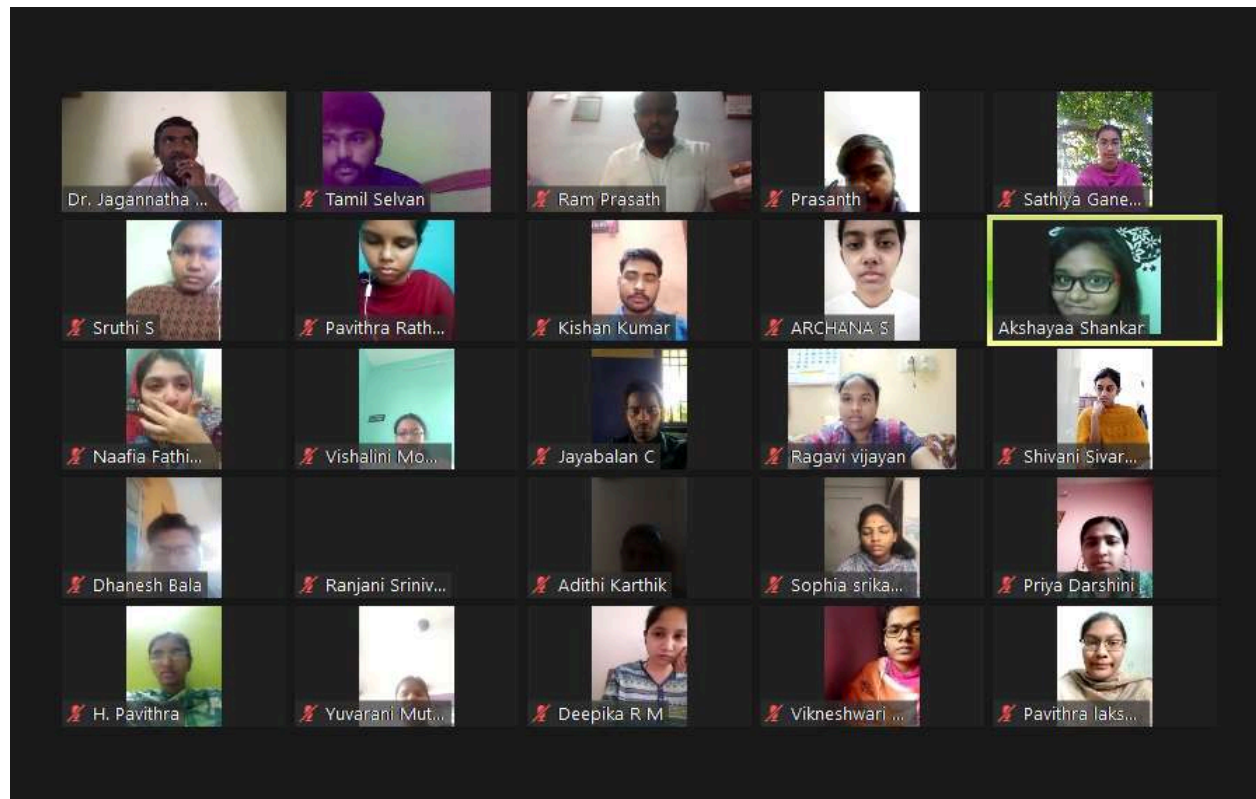 Dr. Jagannatha ...
Tamil Selvan
Ram Prasath
Prasanth
Sathiya Gane...
Sruthi S
Pavithra Rath...
Kishan Kumar
ARCHANA S
Akshayaa Shankar
Naafia Fathi...
Vishalini Mo...
Jayabalan C
Ragavi vijayan
Shivani Sivar...
Dhanesh Bala
Ranjani Sriniv...
Adithi Karthik
Sophia srika...
Priya Darshini
H. Pavithra
Yuvarani Mut...
Deepika R M
Vikneshwari ...
Pavithra laks...